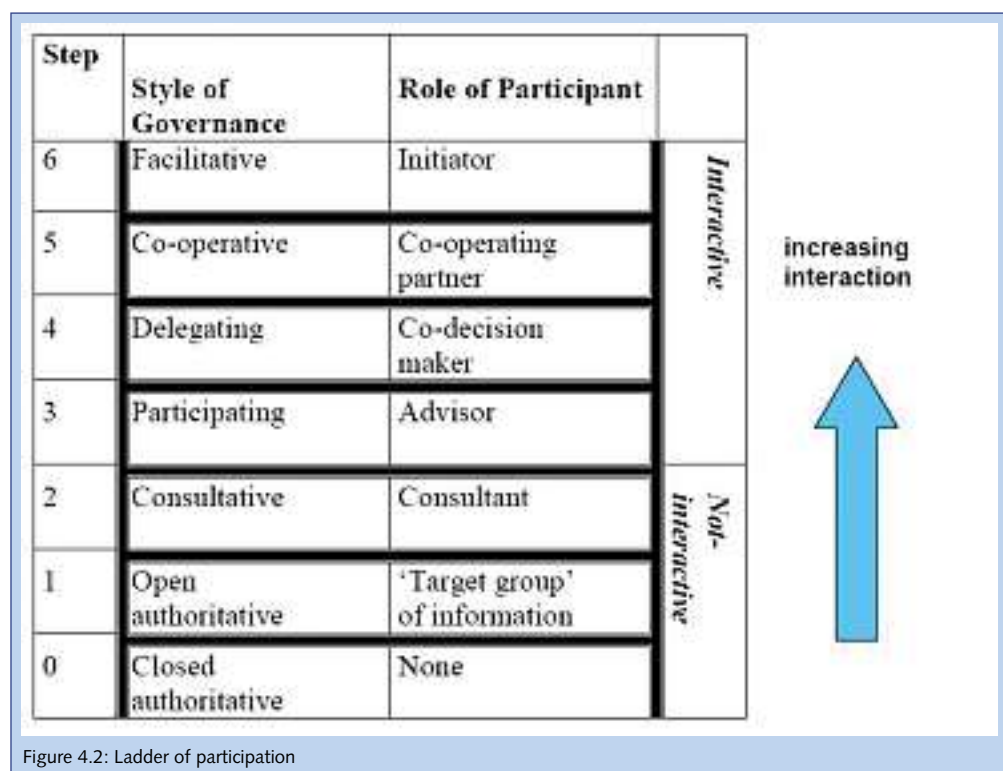 Step
Style of
Governance
Role of Participant
6
Facilitative
Initiator
5
Co-operative
Co-operating
partner
4
Delegating
Co-decision
maker
3
Participating
Advisor
2
Consultative
Consultant
1
Open
authoritative
‘Target group’
of information
0
Closed
authoritative
None
Interactive
Not-
interactive
increasing
interaction
Figure 4.2: Ladder of participation